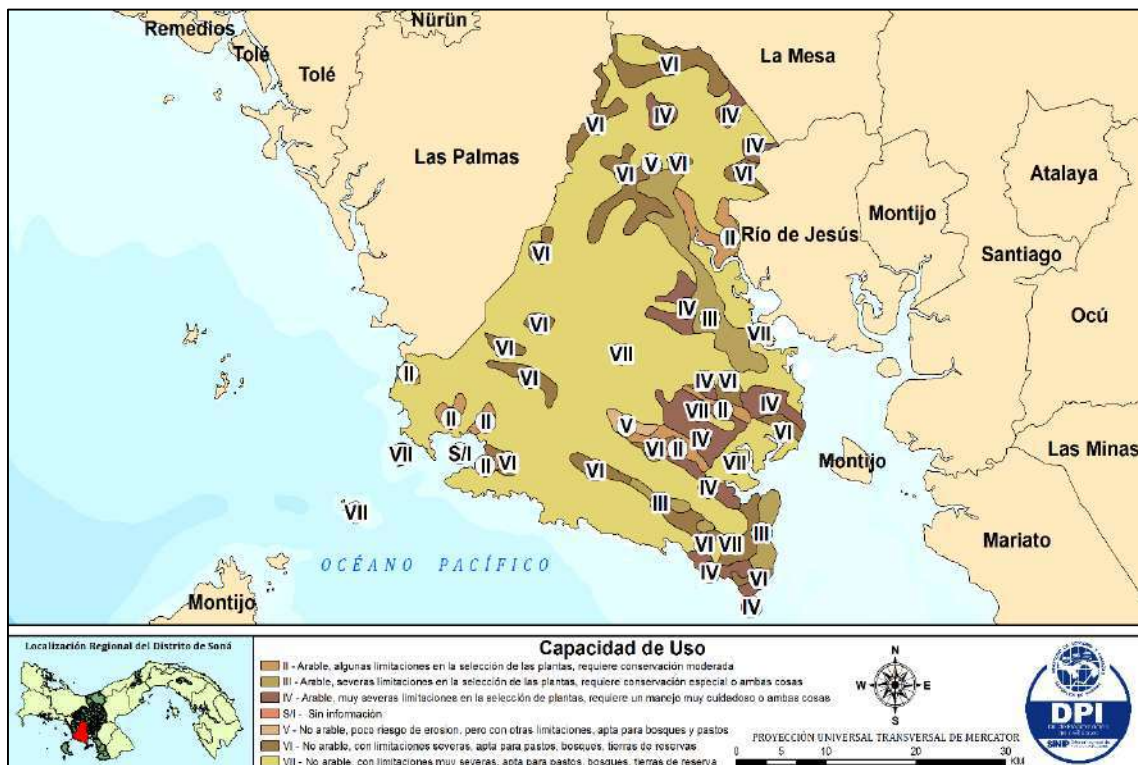 Nürün
Remedios
Tolé
Tolé
La Mesa
VI
IV
IV
VI
IV
Las Palmas
V
VI
VI
VI
Atalaya
Montijo
Río de Jesús
II
Santiago
VI
IV
III
Ocú
VI
VII
VI
VII
II
VI
IV
VI
II
II
VII
II
IV
V
VI
IV
Las Minas
VII
S/I
VI
II
II
VI
VI
VII
Montijo
IV
VII
III
III
VI
VII
Mariato
OCÉANO PACÍFICO
IV
VI
Montijo
IV
Localización Regional del Distrito de Soná
Capacidad de Uso
II - Arable, algunas limitaciones en la selección de las plantas, requiere conservación moderada
III - Arable, severas limitaciones en la selección de las plantas, requiere conservación especial o ambas cosas
IV - Arable, muy severas limitaciones en la selección de plantas, requiere un manejo muy cuidadoso o ambas cosas
S/I - Sin información
V - No arable, poco riesgo de erosion, pero con otras limitaciones, apta para bosques y pastos
VI - No arable, con limitaciones severas, apta para pastos, bosques, tierras de reservas
VII - No arable, con limitaciones muy severas, apta para pastos, bosques, tierras de reserva
N
W
E
S
PROYECCIÓN UNIVERSAL TRANSVERSAL DE MERCATOR
0 5 10 20 30
KM
DPI
SINIP